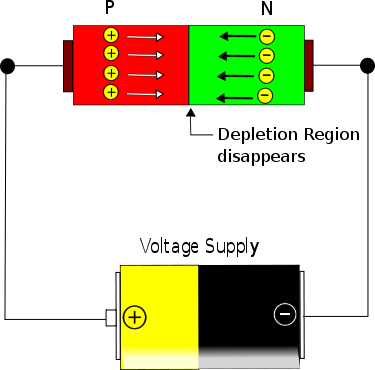 P N
+ -
+ -
+ -
+ -
Depletion Region
disappears
Voltage Supply
+ -